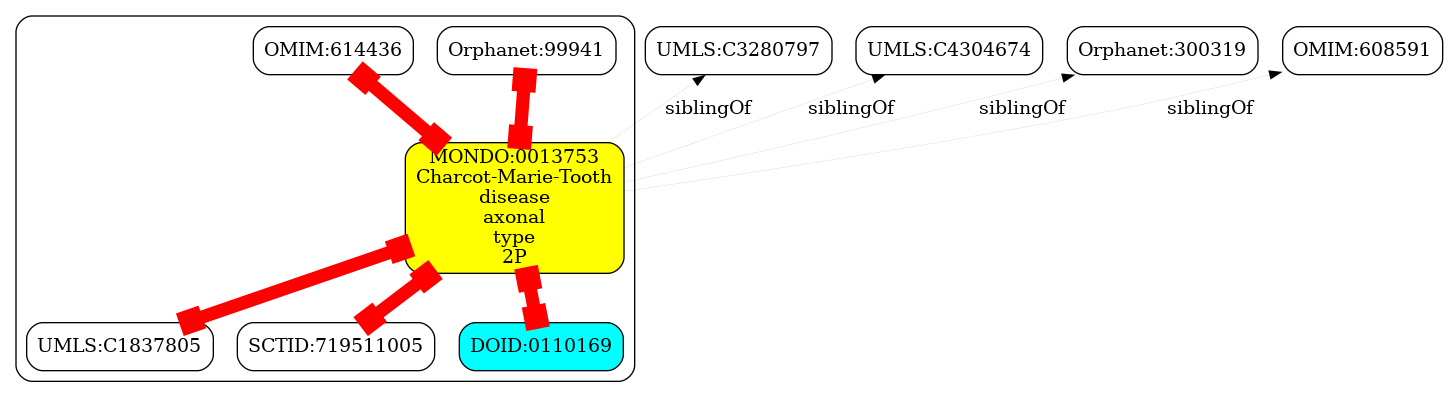 OMIM:614436
Orphanet:99941
UMLS:C3280797
UMLS:C4304674
Orphanet:300319
OMIM:608591
siblingOf
siblingOf
siblingOf
siblingOf
MONDO:0013753
Charcot-Marie-Tooth
disease
axonal
type
2P
UMLS:C1837805
SCTID:719511005
DOID:0110169